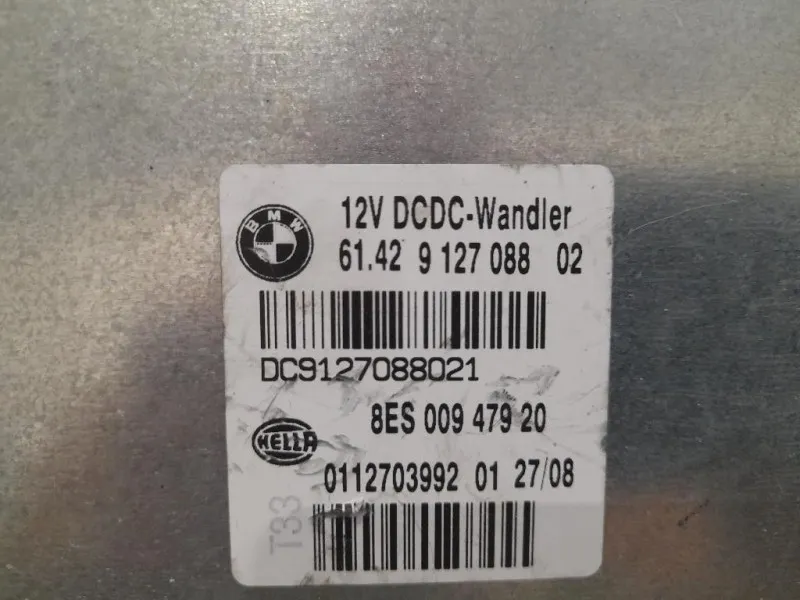 BMW
12V DCDC-Wandler
61.42 9 127 088 02
DC9127088021
8ES 009 479 20
HELLA
0112703992 01 27/08
T33